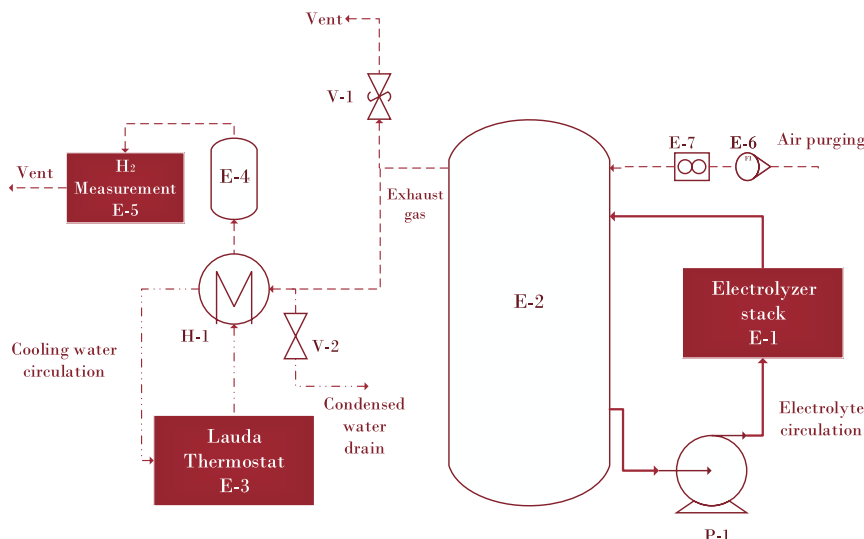 Vent
V-1
E-7
E-6
Air purging
FI
Vent
H2
Measurement
E-5
E-4
Exhaust
gas
E-2
Electrolyzer
stack
E-1
H-1
V-2
Cooling water
circulation
Condensed
water
drain
Lauda
Thermostat
E-3
Electrolyte
circulation
P-1